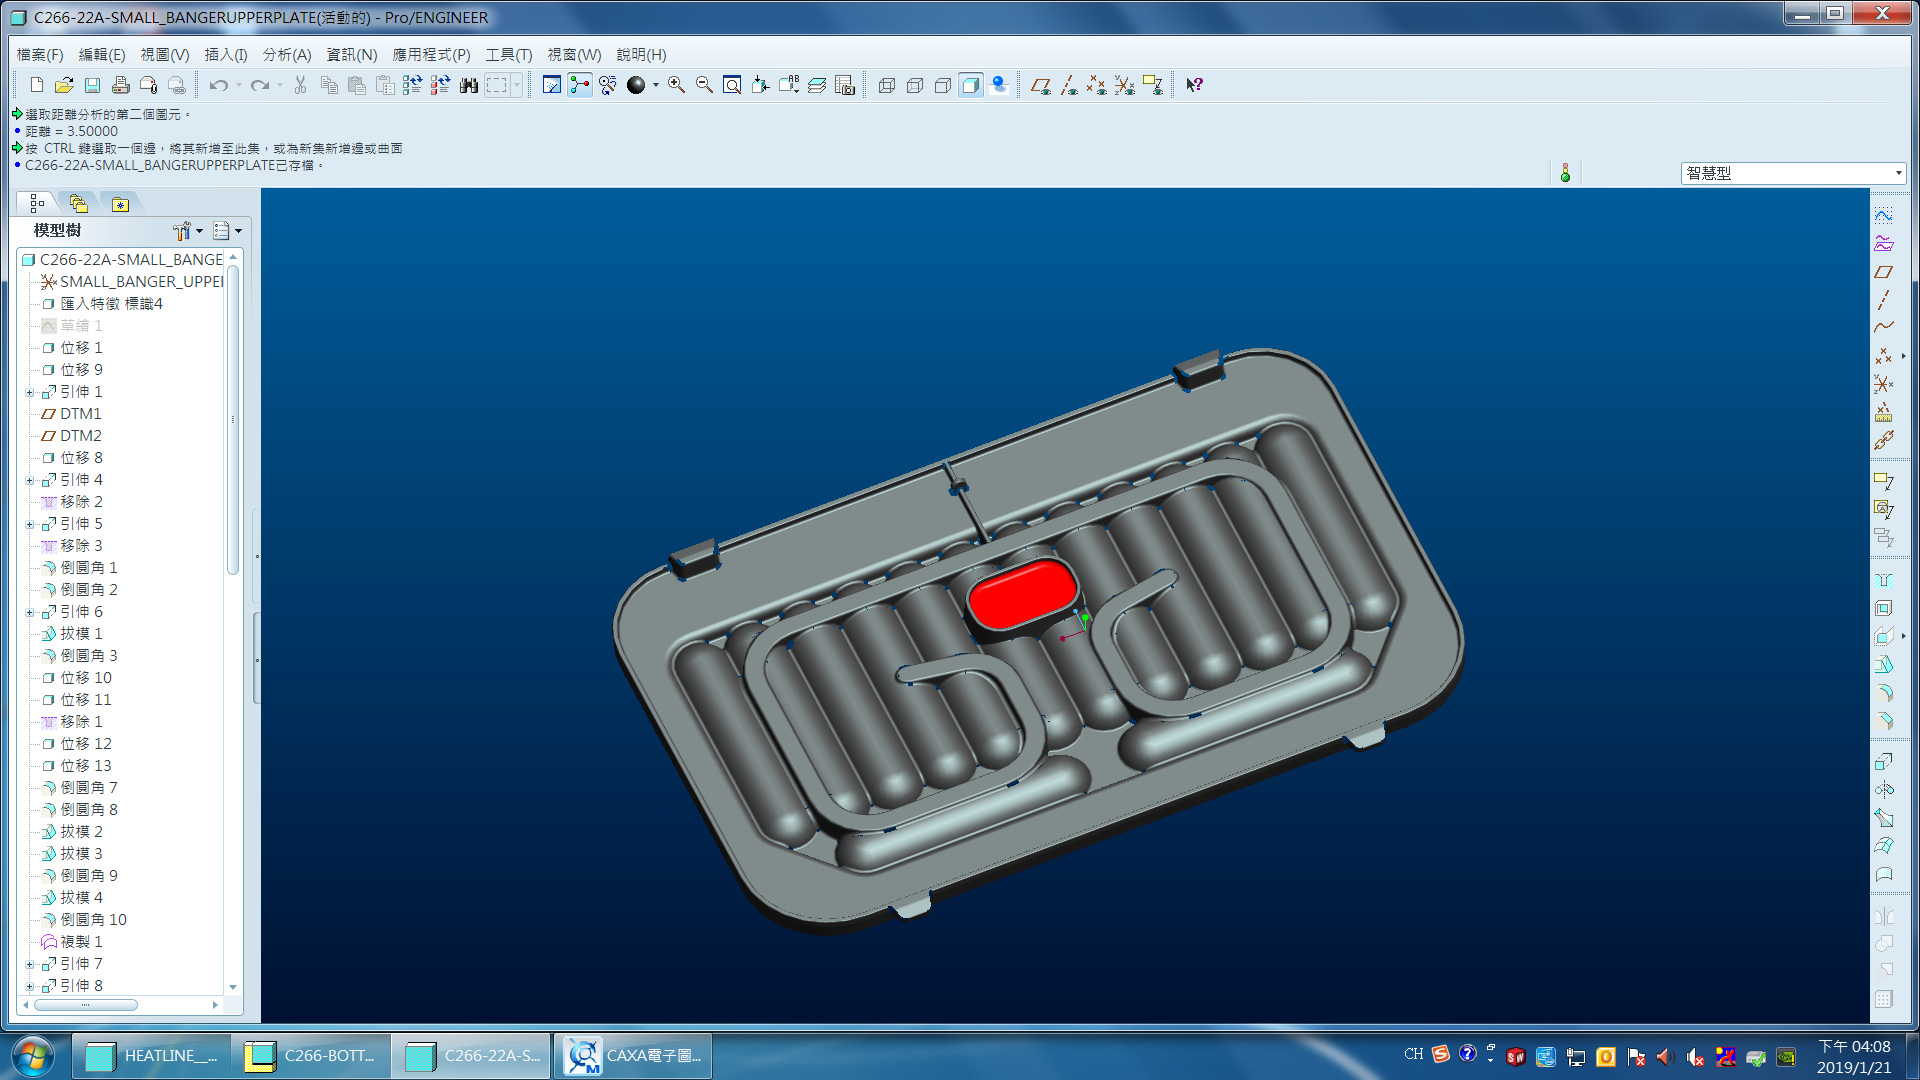 C266-22A-SMALL_BANGERUPPERPLATE(活動的) - Pro/ENGINEER
檔案(F) 編輯(E) 視圖(V) 插入(I) 分析(A) 資訊(N) 應用程式(P) 工具(T) 視窗(W) 說明(H)
選取距離分析的第二個圖元。
距離 = 3.50000
按 CTRL 鍵選取一個邊，將其新增至此集，或為新集新增邊或曲面
C266-22A-SMALL_BANGERUPPERPLATE已存檔。
智慧型
模型樹
C266-22A-SMALL_BANGE
SMALL_BANGER_UPPE
匯入特徵 標識4
草繪 1
位移 1
位移 9
引伸 1
DTM1
DTM2
位移 8
引伸 4
移除 2
引伸 5
移除 3
倒圓角 1
倒圓角 2
引伸 6
拔模 1
倒圓角 3
位移 10
位移 11
移除 1
位移 12
位移 13
倒圓角 7
倒圓角 8
拔模 2
拔模 3
倒圓角 9
拔模 4
倒圓角 10
複製 1
引伸 7
引伸 8
HEATLINE__...
C266-BOTT...
C266-22A-S...
CAXA電子圖...
CH
下午 04:08
2019/1/21